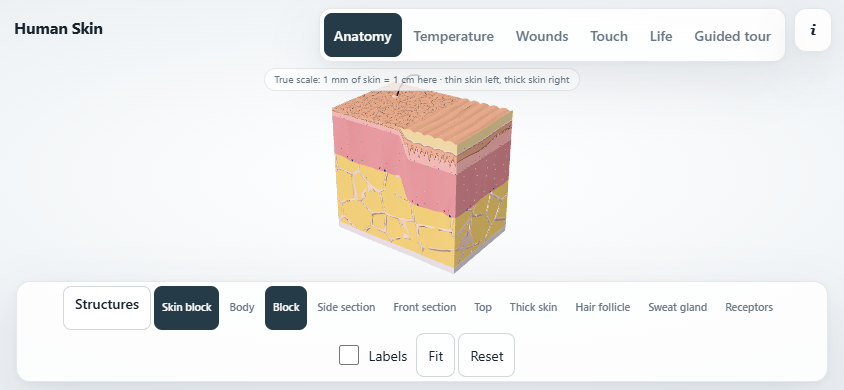 Human Skin
Anatomy Temperature Wounds Touch Life Guided tour i
True scale: 1 mm of skin = 1 cm here · thin skin left, thick skin right
Structures Skin block Body Block Side section Front section Top Thick skin Hair follicle Sweat gland Receptors
Labels Fit Reset